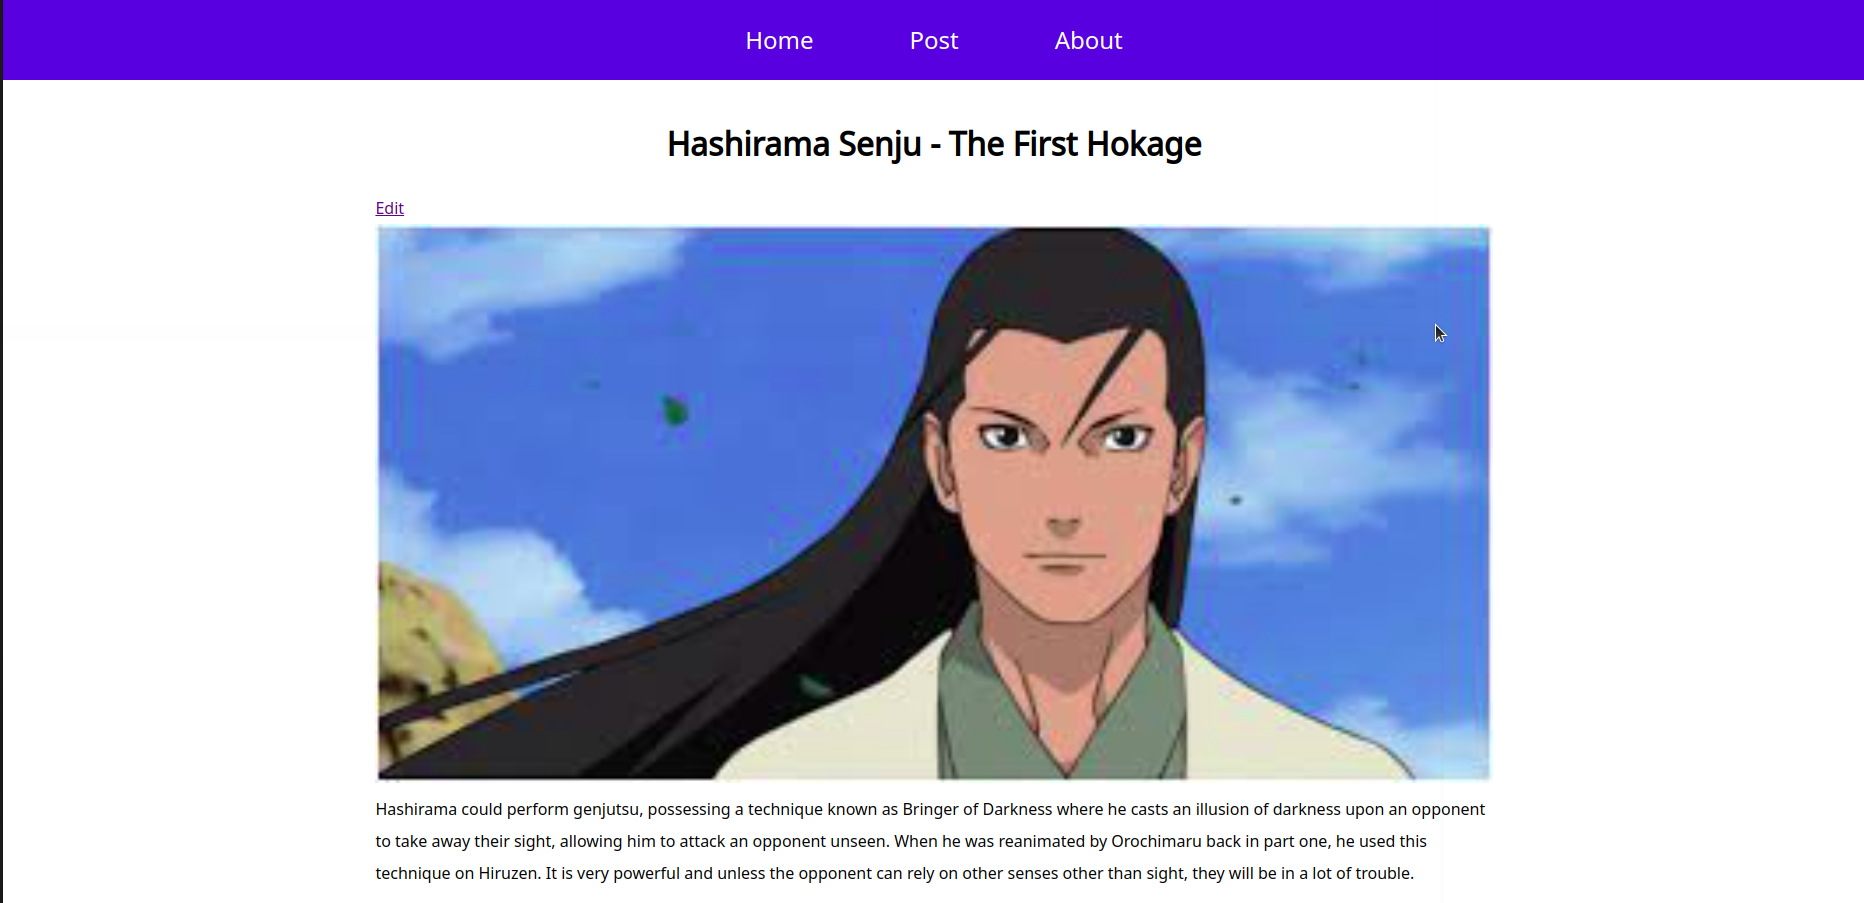 Home Post About
Hashirama Senju - The First Hokage
Edit
Hashirama could perform genjutsu, possessing a technique known as Bringer of Darkness where he casts an illusion of darkness upon an opponent
to take away their sight, allowing him to attack an opponent unseen. When he was reanimated by Orochimaru back in part one, he used this
technique on Hiruzen. It is very powerful and unless the opponent can rely on other senses other than sight, they will be in a lot of trouble.